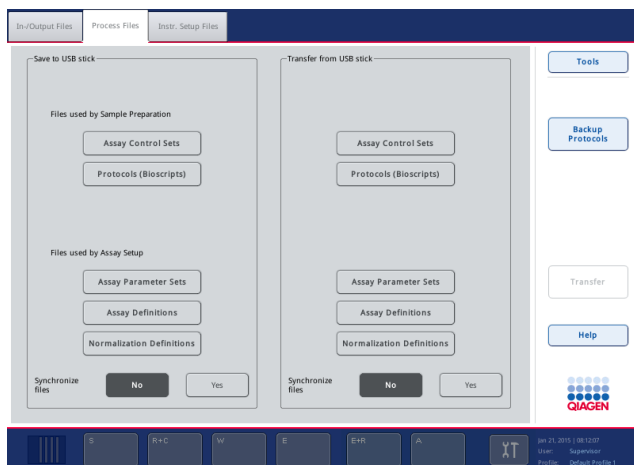 In-/Output Files
Process Files
Instr. Setup Files
Save to USB stick
Files used by Sample Preparation
Assay Control Sets
Protocols (Bioscripts)
Files used by Assay Setup
Assay Parameter Sets
Assay Definitions
Normalization Definitions
Synchronize
files
No
Yes
Transfer from USB stick
Assay Control Sets
Protocols (Bioscripts)
Assay Parameter Sets
Assay Definitions
Normalization Definitions
Synchronize
files
No
Yes
Tools
Backup
Protocols
Transfer
Help
QIAGEN
S
R+C
W
E
E+R
A
Jan 21, 2015 | 08:12:07
User: Supervisor
Profile: Default Profile 1